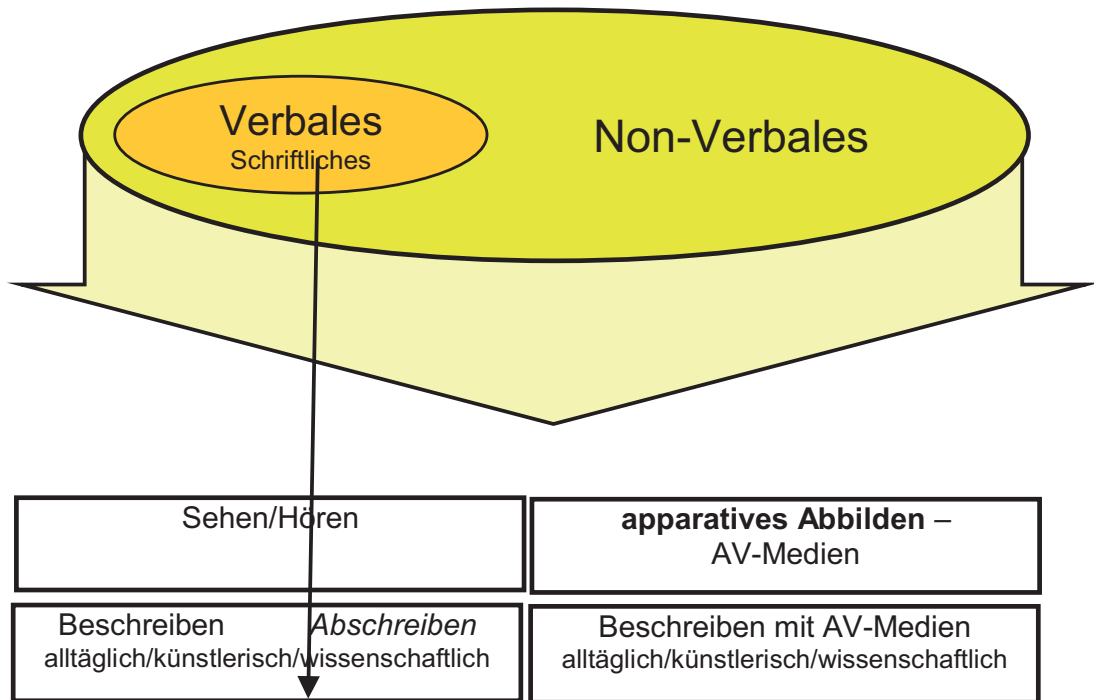 Verbales
Schriftliches
Non-Verbales
Sehen/Hören
apparatives Abbilden –
AV-Medien
Beschreiben Abschreiben
alltäglich/künstlerisch/wissenschaftlich
Beschreiben mit AV-Medien
alltäglich/künstlerisch/wissenschaftlich